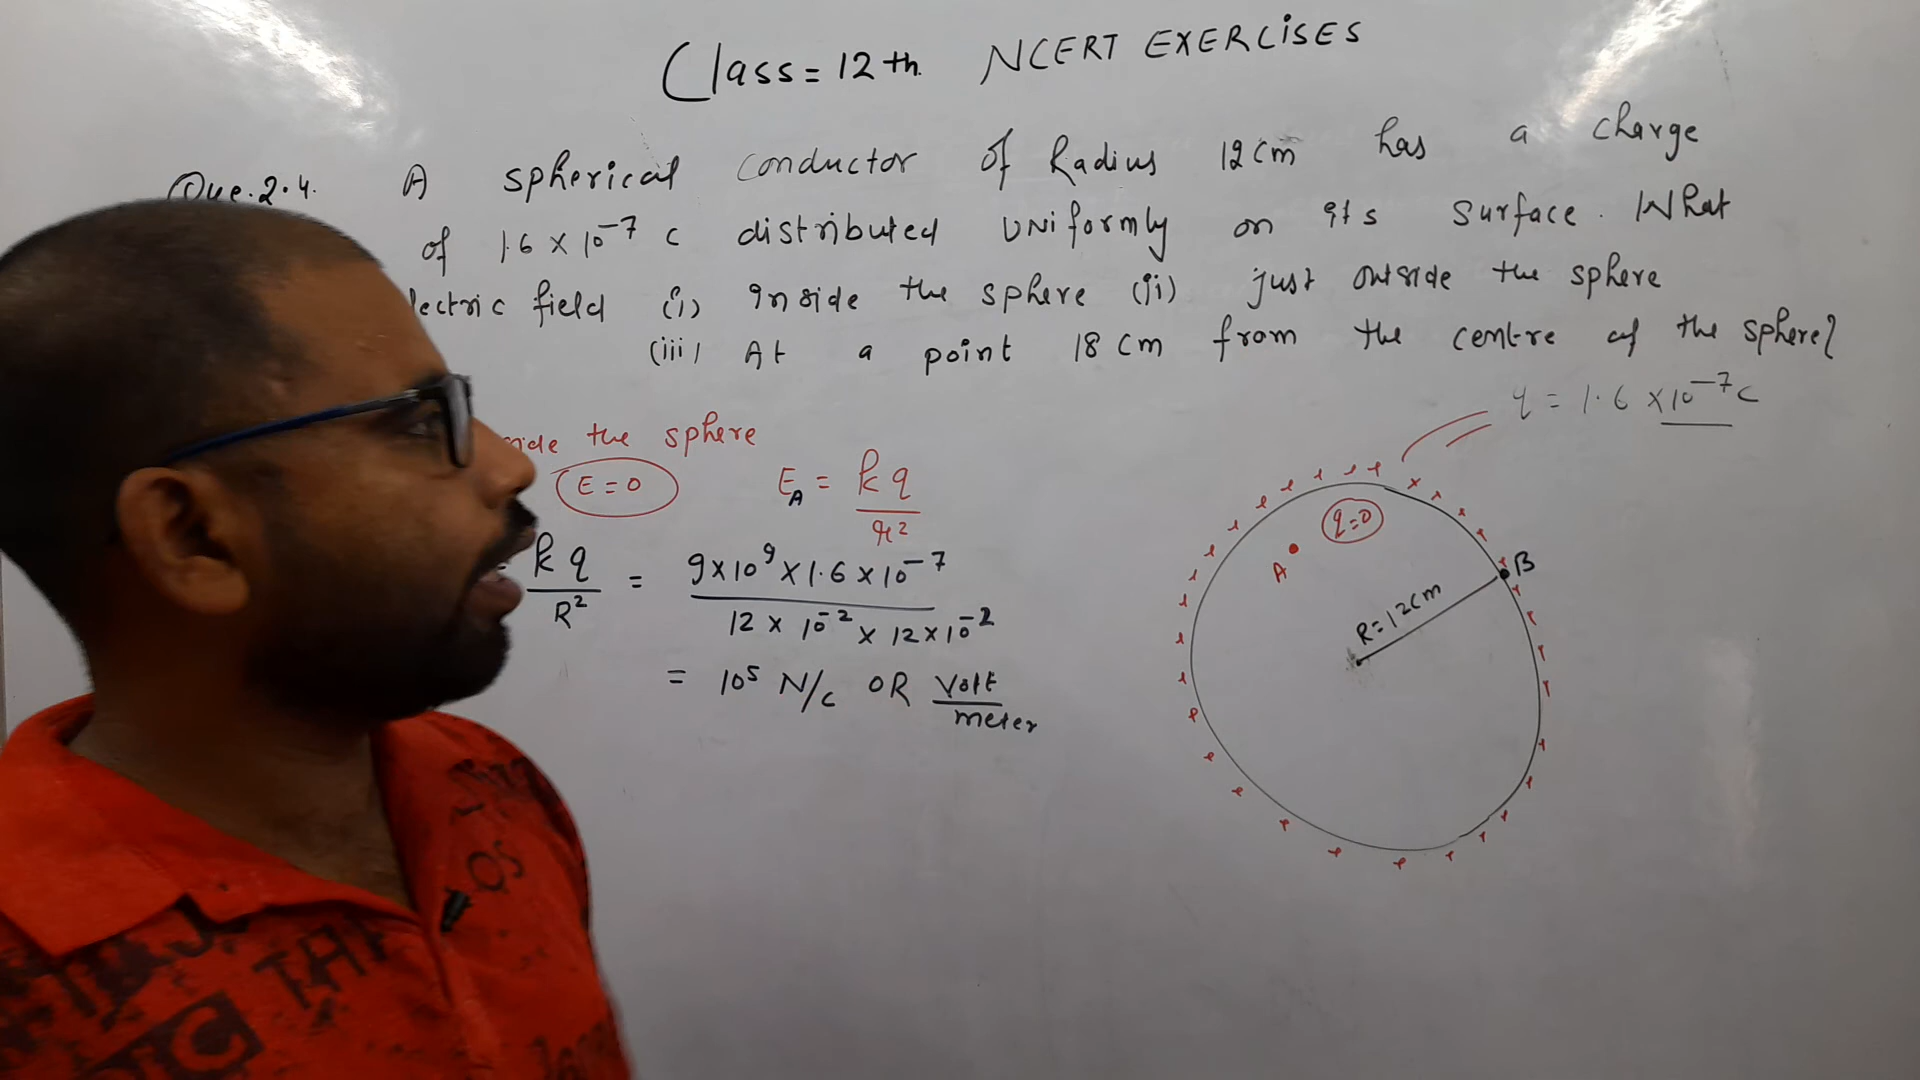 Class = 12th. NCERT EXERCISES
Que. 2.4. A spherical conductor of Radius 12 cm has a charge
of 1.6 × 10⁻⁷ C distributed UNiformly on its surface. What
lectric field (i) Inside the sphere (ii) just outside the sphere
(iii) At a point 18 cm from the centre of the sphere?
q = 1.6 × 10⁻⁷ C
side the sphere
E = 0
E_A = kq / r²
q=0
A
B
R=12cm
kq / R² = 9×10⁹ × 1.6 × 10⁻⁷ / 12 × 10⁻² × 12×10⁻²
= 10⁵ N/C OR Volt / meter